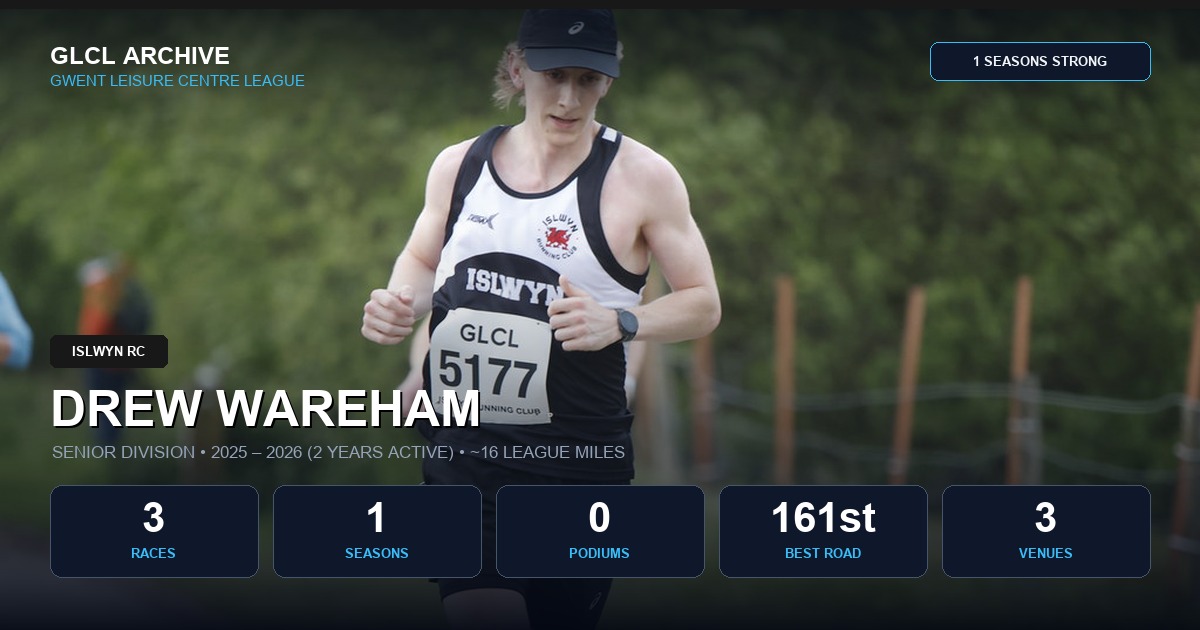 GLCL ARCHIVE
GWENT LEISURE CENTRE LEAGUE
1 SEASONS STRONG
ISLWYN
RUNNING CLUB
ISLWYN
GLCL
5177
UNNING CLUB
ISLWYN RC
DREW WAREHAM
SENIOR DIVISION • 2025 – 2026 (2 YEARS ACTIVE) • ~16 LEAGUE MILES
3
RACES
1
SEASONS
0
PODIUMS
161st
BEST ROAD
3
VENUES